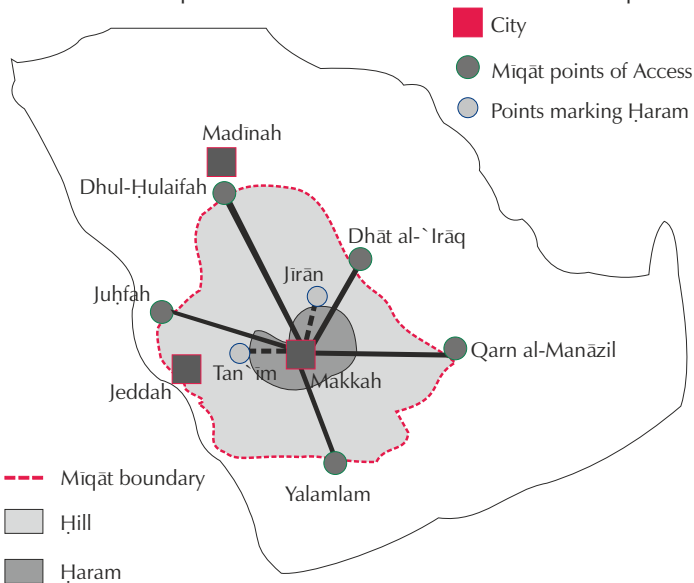 City
Mīqāt points of Access
Points marking Ḥaram
Madīnah
Dhul-Ḥulaifah
Dhāt al-`Irāq
Jīrān
Juḥfah
Qarn al-Manāzil
Tan`īm
Makkah
Jeddah
Mīqāt boundary
Yalamlam
Ḥill
Ḥaram